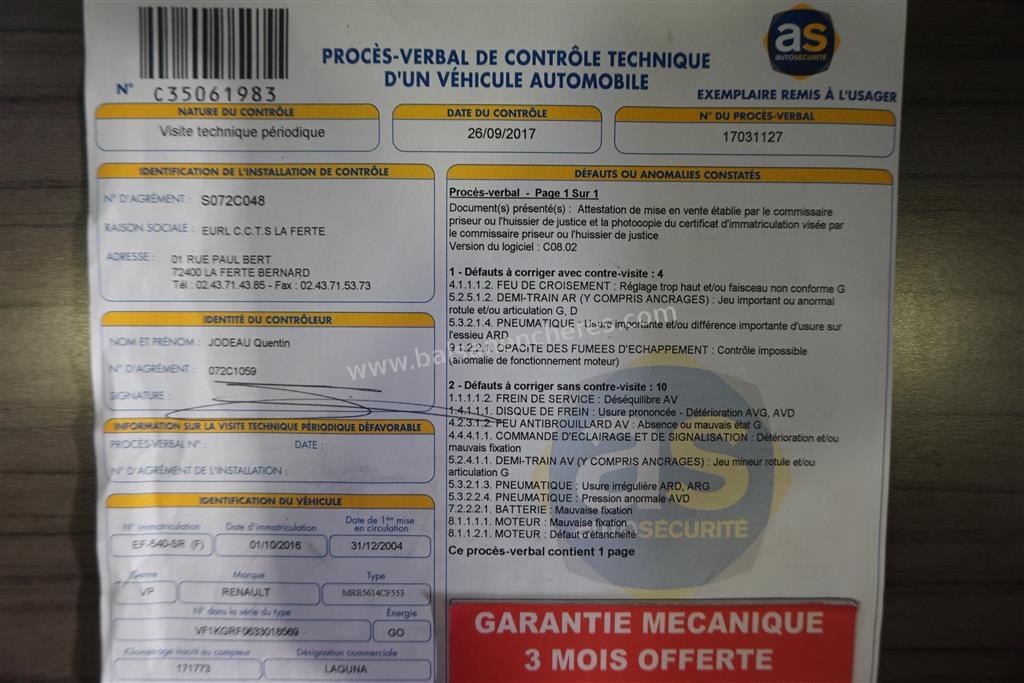 PROCÈS-VERBAL DE CONTRÔLE TECHNIQUE
D'UN VÉHICULE AUTOMOBILE
as
AUTOSÉCURITÉ
EXEMPLAIRE REMIS À L'USAGER
N° C35061983
NATURE DU CONTRÔLE
Visite technique périodique
DATE DU CONTRÔLE
26/09/2017
N° DU PROCÈS-VERBAL
17031127
IDENTIFICATION DE L'INSTALLATION DE CONTRÔLE
N° D'AGRÉMENT : S072C048
RAISON SOCIALE : EURL C.C.T.S LA FERTE
ADRESSE : 01 RUE PAUL BERT
72400 LA FERTE BERNARD
Tél : 02.43.71.43.85 - Fax : 02.43.71.53.73
IDENTITÉ DU CONTRÔLEUR
NOM ET PRÉNOM : JODEAU Quentin
N° D'AGRÉMENT : 072C1059
SIGNATURE :
INFORMATION SUR LA VISITE TECHNIQUE PÉRIODIQUE DÉFAVORABLE
PROCÈS-VERBAL N° : DATE :
N° D'AGRÉMENT DE L'INSTALLATION :
IDENTIFICATION DU VÉHICULE
N° immatriculation Date d'immatriculation Date de 1ère mise
en circulation
EF-540-SR (F) 01/10/2016 31/12/2004
Genre Marque Type
VP RENAULT MRE5614CF553
N° dans la série du type Énergie
VF1KGRF0633018569 GO
Kilométrage inscrit au compteur Désignation commerciale
171773 LAGUNA
DÉFAUTS OU ANOMALIES CONSTATÉS
Procès-verbal - Page 1 Sur 1
Document(s) présenté(s) : Attestation de mise en vente établie par le commissaire
priseur ou l'huissier de justice et la photocopie du certificat d'immatriculation visée par
le commissaire priseur ou l'huissier de justice
Version du logiciel : C08.02
1 - Défauts à corriger avec contre-visite : 4
4.1.1.1.2. FEU DE CROISEMENT : Réglage trop haut et/ou faisceau non conforme G
5.2.5.1.2. DEMI-TRAIN AR (Y COMPRIS ANCRAGES) : Jeu important ou anormal
rotule et/ou articulation G, D
5.3.2.1.4. PNEUMATIQUE : Usure importante et/ou différence importante d'usure sur
l'essieu ARD
9.1.2.2.1. OPACITE DES FUMEES D'ECHAPPEMENT : Contrôle impossible
(anomalie de fonctionnement moteur)
2 - Défauts à corriger sans contre-visite : 10
1.1.1.1.2. FREIN DE SERVICE : Déséquilibre AV
1.4.1.1.1. DISQUE DE FREIN : Usure prononcée - Détérioration AVG, AVD
4.2.3.1.2. FEU ANTIBROUILLARD AV : Absence ou mauvais état G
4.4.4.1.1. COMMANDE D'ECLAIRAGE ET DE SIGNALISATION : Détérioration et/ou
mauvais fixation
5.2.4.1.1. DEMI-TRAIN AV (Y COMPRIS ANCRAGES) : Jeu mineur rotule et/ou
articulation G
5.3.2.1.3. PNEUMATIQUE : Usure irrégulière ARD, ARG
5.3.2.2.4. PNEUMATIQUE : Pression anormale AVD
7.2.2.2.1. BATTERIE : Mauvaise fixation
8.1.1.1.1. MOTEUR : Mauvaise fixation
8.1.1.2.1. MOTEUR : Défaut d'étanchéité
Ce procès-verbal contient 1 page
as
AUTOSÉCURITÉ
GARANTIE MECANIQUE
3 MOIS OFFERTE